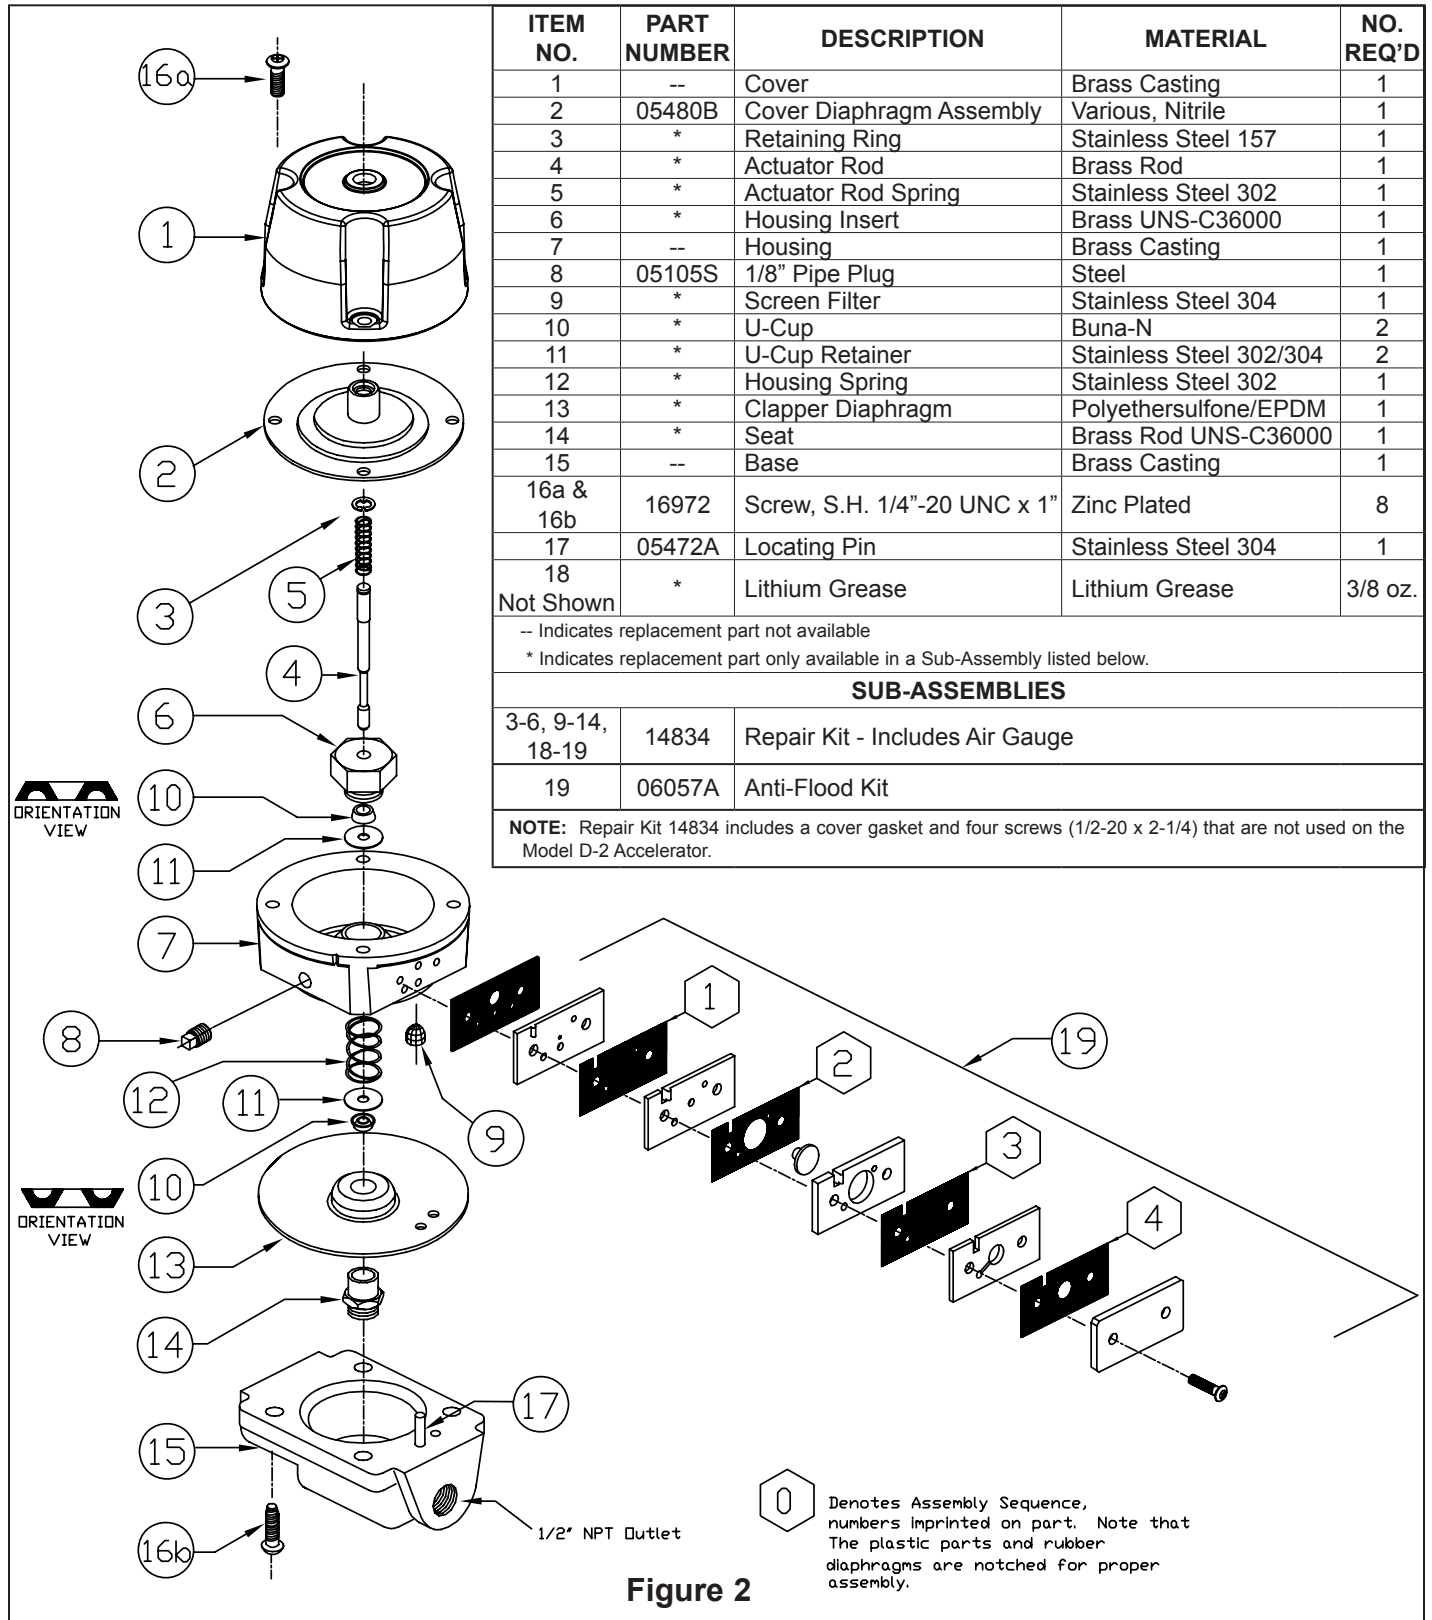 ITEM NO. PART NUMBER DESCRIPTION MATERIAL NO. REQ'D
1 -- Cover Brass Casting 1
2 05480B Cover Diaphragm Assembly Various, Nitrile 1
3 * Retaining Ring Stainless Steel 157 1
4 * Actuator Rod Brass Rod 1
5 * Actuator Rod Spring Stainless Steel 302 1
6 * Housing Insert Brass UNS-C36000 1
7 -- Housing Brass Casting 1
8 05105S 1/8” Pipe Plug Steel 1
9 * Screen Filter Stainless Steel 304 1
10 * U-Cup Buna-N 2
11 * U-Cup Retainer Stainless Steel 302/304 2
12 * Housing Spring Stainless Steel 302 1
13 * Clapper Diaphragm Polyethersulfone/EPDM 1
14 * Seat Brass Rod UNS-C36000 1
15 -- Base Brass Casting 1
16a & 16b 16972 Screw, S.H. 1/4”-20 UNC x 1” Zinc Plated 8
17 05472A Locating Pin Stainless Steel 304 1
18 Not Shown * Lithium Grease Lithium Grease 3/8 oz.
-- Indicates replacement part not available
* Indicates replacement part only available in a Sub-Assembly listed below.
SUB-ASSEMBLIES
3-6, 9-14, 18-19 14834 Repair Kit - Includes Air Gauge
19 06057A Anti-Flood Kit
NOTE: Repair Kit 14834 includes a cover gasket and four screws (1/2-20 x 2-1/4) that are not used on the
Model D-2 Accelerator.
16a
1
2
3
5
4
6
10
ORIENTATION
VIEW
11
7
8
12
11
9
10
ORIENTATION
VIEW
13
14
17
15
16b
1/2" NPT Outlet
1
2
3
4
19
0
Denotes Assembly Sequence,
numbers imprinted on part. Note that
The plastic parts and rubber
diaphragms are notched for proper
assembly.
Figure 2